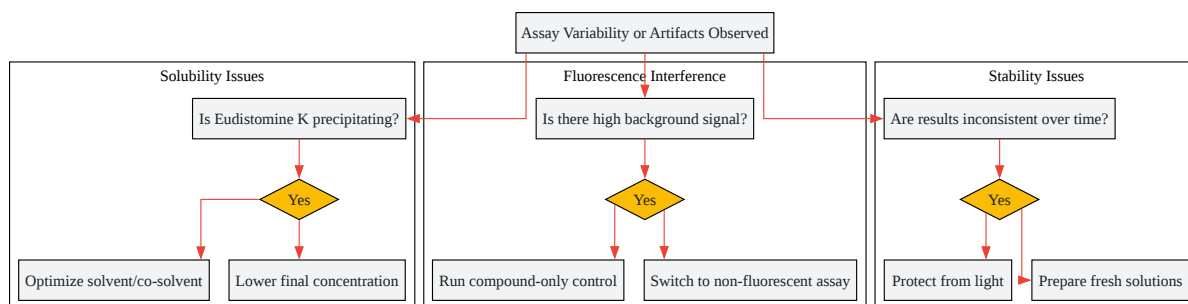 Assay Variability or Artifacts Observed
Solubility Issues
Fluorescence Interference
Stability Issues
Is Eudistomine K precipitating?
Is there high background signal?
Are results inconsistent over time?
Yes
Yes
Yes
Optimize solvent/co-solvent
Lower final concentration
Run compound-only control
Switch to non-fluorescent assay
Protect from light
Prepare fresh solutions